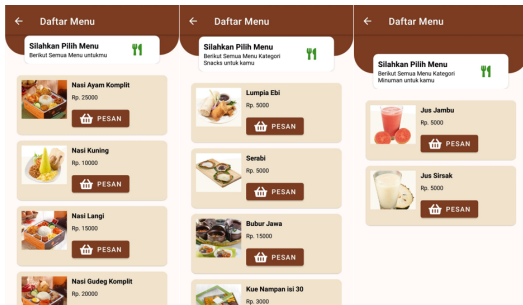 Daftar Menu
Silahkan Pilih Menu
Berikut Semua Menu untukmu
Nasi Ayam Komplit
Rp. 25000
PESAN
Nasi Kuning
Rp. 10000
PESAN
Nasi Langi
Rp. 15000
PESAN
Nasi Gudeg Komplit
Rp. 20000
Daftar Menu
Silahkan Pilih Menu
Berikut Semua Menu Kategori
Snacks untuk kamu
Lumpia Ebi
Rp. 5000
PESAN
Serabi
Rp. 5000
PESAN
Bubur Jawa
Rp. 15000
PESAN
Kue Nampan isi 30
Rp. 3000
Daftar Menu
Silahkan Pilih Menu
Berikut Semua Menu Kategori
Minuman untuk kamu
Jus Jambu
Rp. 5000
PESAN
Jus Sirsak
Rp. 5000
PESAN